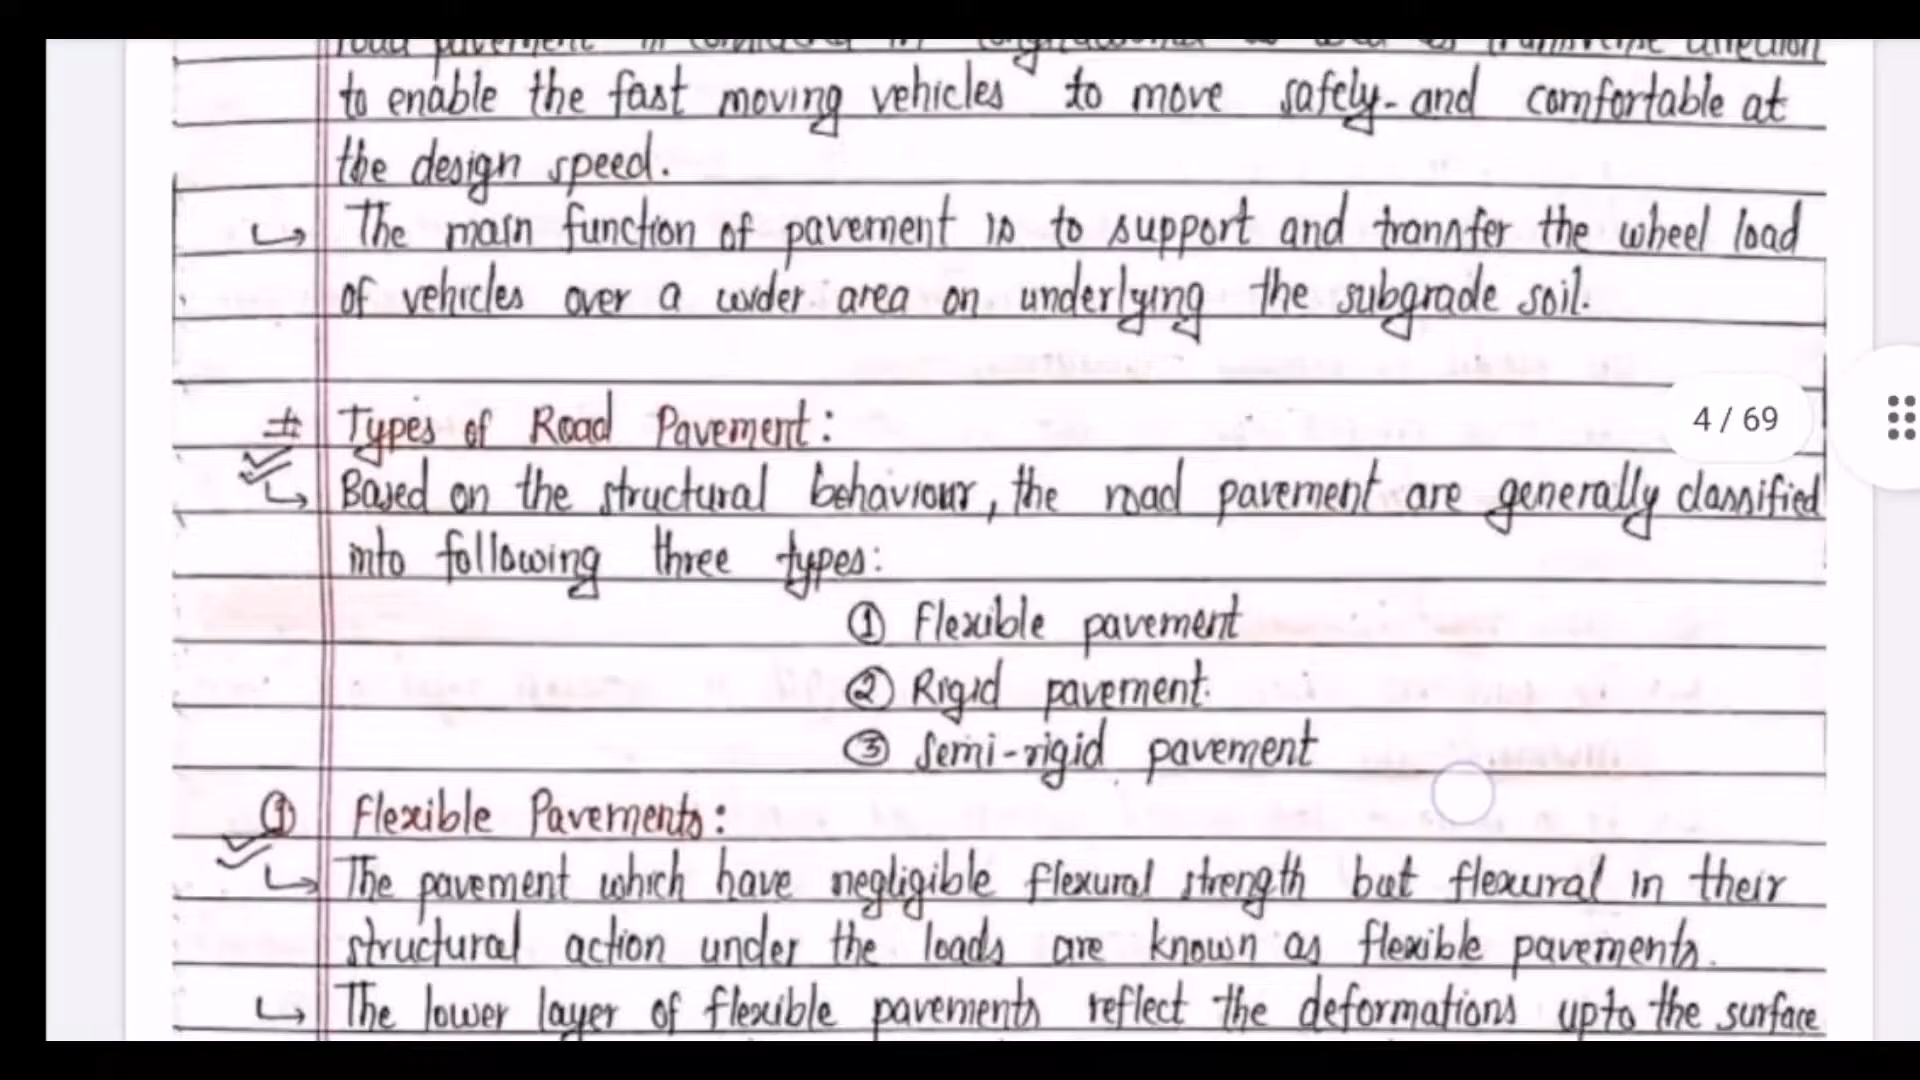 road pavement
to enable the fast moving vehicles to move safely-and comfortable at
the design speed.
↳ The main function of pavement is to support and transfer the wheel load
of vehicles over a wider area on underlying the subgrade soil.
# Types of Road Pavement:
4 / 69
↳ Based on the structural behaviour, the road pavement are generally classified
into following three types:
① Flexible pavement
② Rigid pavement.
③ Semi-rigid pavement
① Flexible Pavements:
↳ The pavement which have negligible flexural strength but flexural in their
structural action under the loads are known as flexible pavements.
↳ The lower layer of flexible pavements reflect the deformations upto the surface